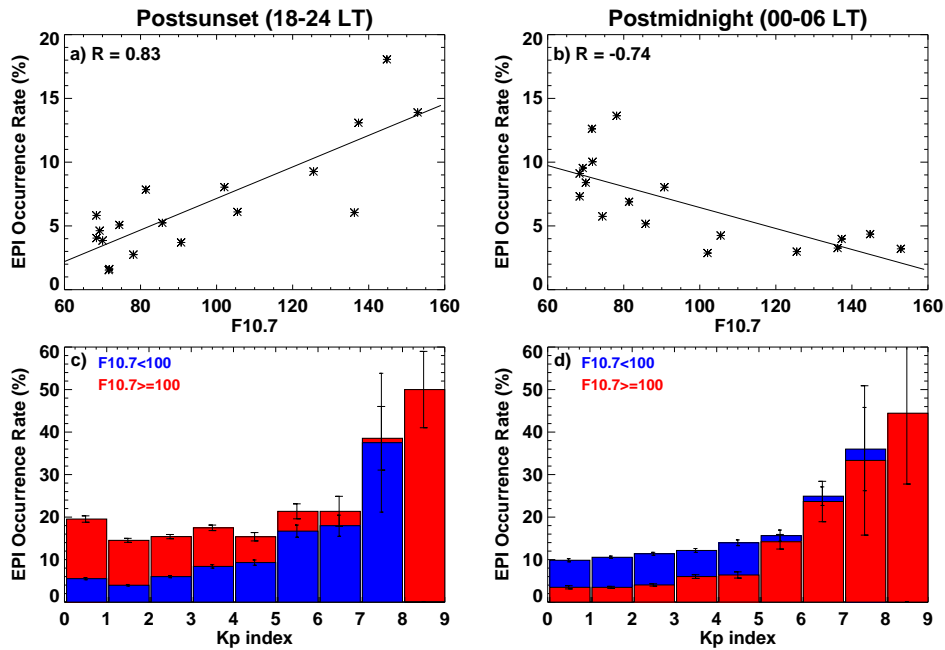 Postsunset (18-24 LT)
a) R = 0.83
EPI Occurrence Rate (%)
20
15
10
5
0
60 80 100 120 140 160
F10.7
Postmidnight (00-06 LT)
b) R = -0.74
EPI Occurrence Rate (%)
20
15
10
5
0
60 80 100 120 140 160
F10.7
c)
F10.7<100
F10.7>=100
EPI Occurrence Rate (%)
60
50
40
30
20
10
0
0 1 2 3 4 5 6 7 8 9
Kp index
d)
F10.7<100
F10.7>=100
EPI Occurrence Rate (%)
60
50
40
30
20
10
0
0 1 2 3 4 5 6 7 8 9
Kp index